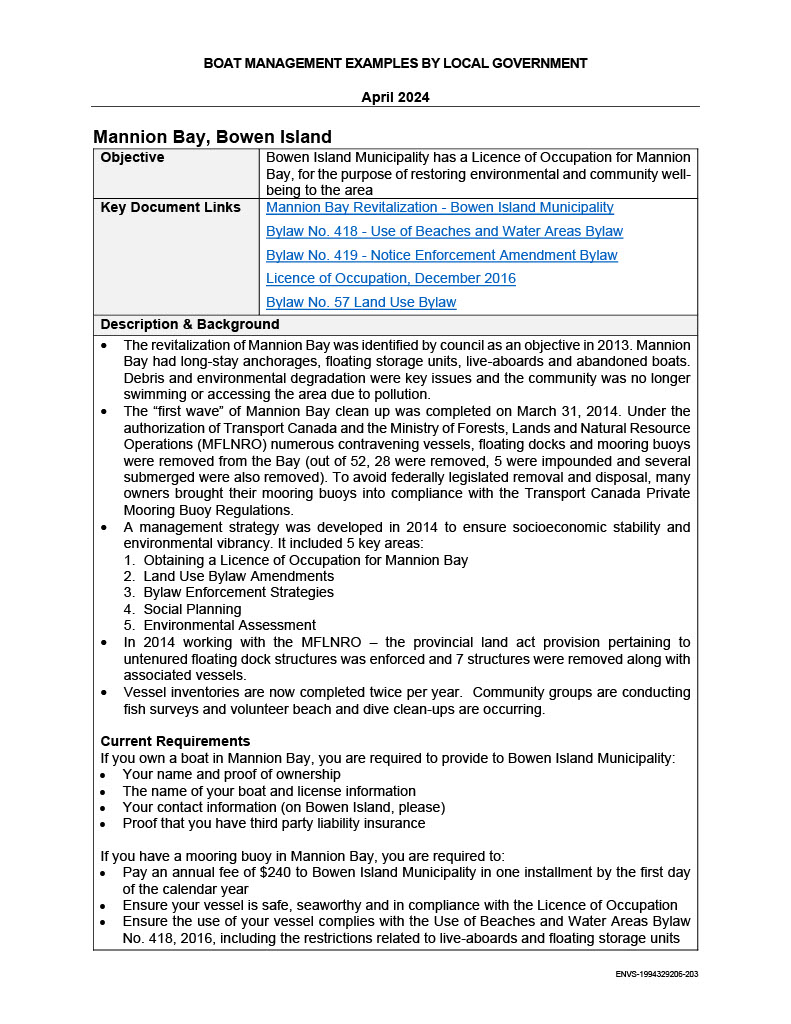 BOAT MANAGEMENT EXAMPLES BY LOCAL GOVERNMENT
April 2024
Mannion Bay, Bowen Island
Objective
Bowen Island Municipality has a Licence of Occupation for Mannion
Bay, for the purpose of restoring environmental and community well-
being to the area
Key Document Links
Mannion Bay Revitalization - Bowen Island Municipality
Bylaw No. 418 - Use of Beaches and Water Areas Bylaw
Bylaw No. 419 - Notice Enforcement Amendment Bylaw
Licence of Occupation, December 2016
Bylaw No. 57 Land Use Bylaw
Description & Background
• The revitalization of Mannion Bay was identified by council as an objective in 2013. Mannion
Bay had long-stay anchorages, floating storage units, live-aboards and abandoned boats.
Debris and environmental degradation were key issues and the community was no longer
swimming or accessing the area due to pollution.
• The “first wave” of Mannion Bay clean up was completed on March 31, 2014. Under the
authorization of Transport Canada and the Ministry of Forests, Lands and Natural Resource
Operations (MFLNRO) numerous contravening vessels, floating docks and mooring buoys
were removed from the Bay (out of 52, 28 were removed, 5 were impounded and several
submerged were also removed). To avoid federally legislated removal and disposal, many
owners brought their mooring buoys into compliance with the Transport Canada Private
Mooring Buoy Regulations.
• A management strategy was developed in 2014 to ensure socioeconomic stability and
environmental vibrancy. It included 5 key areas:
1. Obtaining a Licence of Occupation for Mannion Bay
2. Land Use Bylaw Amendments
3. Bylaw Enforcement Strategies
4. Social Planning
5. Environmental Assessment
• In 2014 working with the MFLNRO – the provincial land act provision pertaining to
untenured floating dock structures was enforced and 7 structures were removed along with
associated vessels.
• Vessel inventories are now completed twice per year. Community groups are conducting
fish surveys and volunteer beach and dive clean-ups are occurring.
Current Requirements
If you own a boat in Mannion Bay, you are required to provide to Bowen Island Municipality:
• Your name and proof of ownership
• The name of your boat and license information
• Your contact information (on Bowen Island, please)
• Proof that you have third party liability insurance
If you have a mooring buoy in Mannion Bay, you are required to:
• Pay an annual fee of $240 to Bowen Island Municipality in one installment by the first day
of the calendar year
• Ensure your vessel is safe, seaworthy and in compliance with the Licence of Occupation
• Ensure the use of your vessel complies with the Use of Beaches and Water Areas Bylaw
No. 418, 2016, including the restrictions related to live-aboards and floating storage units
ENVS-1994329206-203